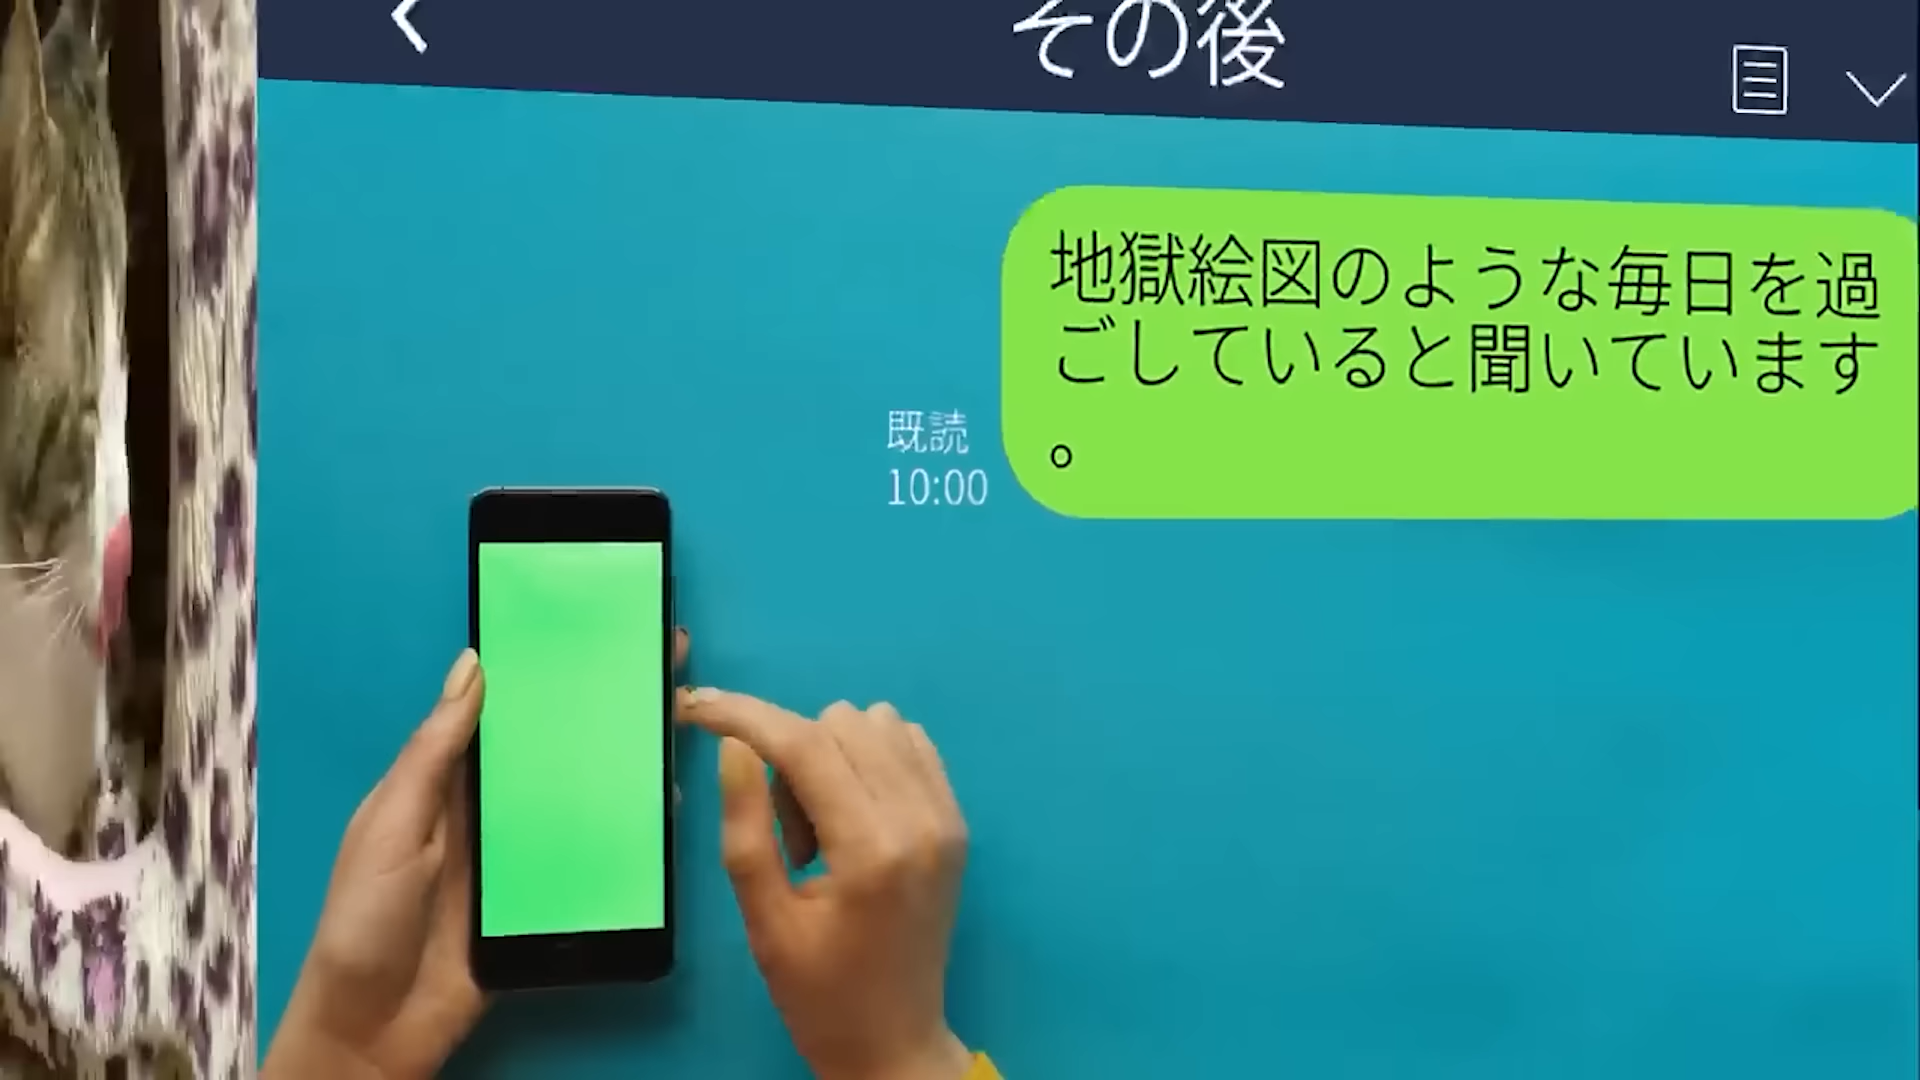 その後
地獄絵図のような毎日を過
ごしていると聞いています
。
既読
10:00